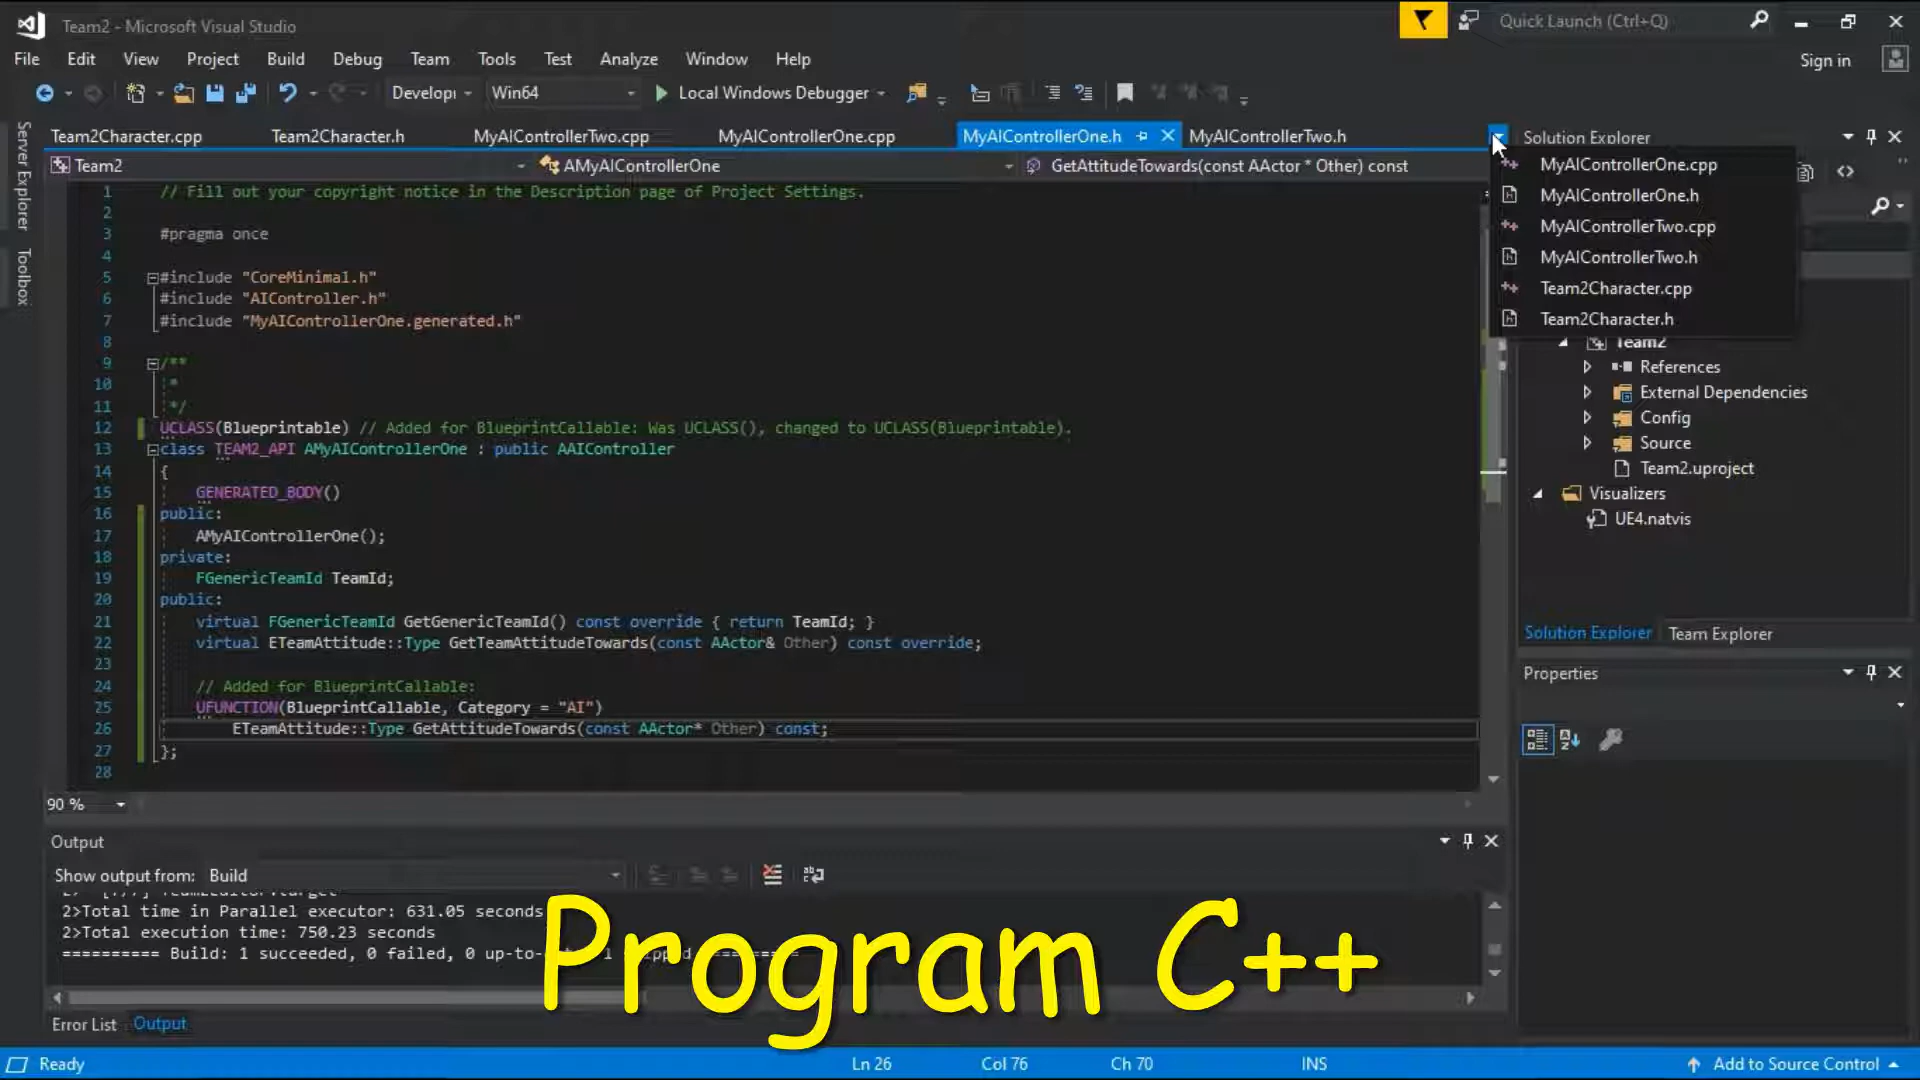 Team2 - Microsoft Visual Studio
Quick Launch (Ctrl+Q)
File Edit View Project Build Debug Team Tools Test Analyze Window Help
Sign in
Developı Win64 Local Windows Debugger
Server Explorer
Toolbox
Team2Character.cpp Team2Character.h MyAIControllerTwo.cpp MyAIControllerOne.cpp MyAIControllerOne.h MyAIControllerTwo.h
Team2 AMyAIControllerOne GetAttitudeTowards(const AActor * Other) const
1 // Fill out your copyright notice in the Description page of Project Settings.
2
3 #pragma once
4
5 #include "CoreMinimal.h"
6 #include "AIController.h"
7 #include "MyAIControllerOne.generated.h"
8
9 /**
10 *
11 */
12 UCLASS(Blueprintable) // Added for BlueprintCallable: Was UCLASS(), changed to UCLASS(Blueprintable).
13 class TEAM2_API AMyAIControllerOne : public AAIController
14 {
15 GENERATED_BODY()
16 public:
17 AMyAIControllerOne();
18 private:
19 FGenericTeamId TeamId;
20 public:
21 virtual FGenericTeamId GetGenericTeamId() const override { return TeamId; }
22 virtual ETeamAttitude::Type GetTeamAttitudeTowards(const AActor& Other) const override;
23
24 // Added for BlueprintCallable:
25 UFUNCTION(BlueprintCallable, Category = "AI")
26 ETeamAttitude::Type GetAttitudeTowards(const AActor* Other) const;
27 };
28
90 %
Solution Explorer
MyAIControllerOne.cpp
MyAIControllerOne.h
MyAIControllerTwo.cpp
MyAIControllerTwo.h
Team2Character.cpp
Team2Character.h
Team2
References
External Dependencies
Config
Source
Team2.uproject
Visualizers
UE4.natvis
Solution Explorer Team Explorer
Properties
Output
Show output from: Build
2>Total time in Parallel executor: 631.05 seconds
2>Total execution time: 750.23 seconds
========== Build: 1 succeeded, 0 failed, 0 up-to-
Program C++
Error List Output
Ready Ln 26 Col 76 Ch 70 INS Add to Source Control